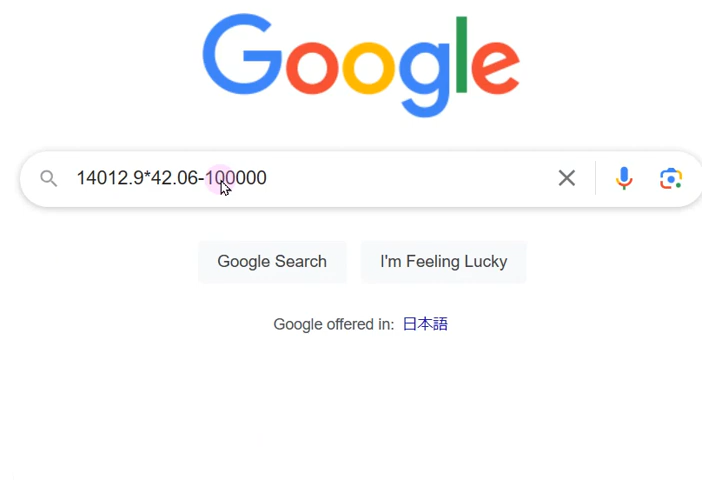 Google
14012.9*42.06-100000
Google Search
I'm Feeling Lucky
Google offered in: 日本語